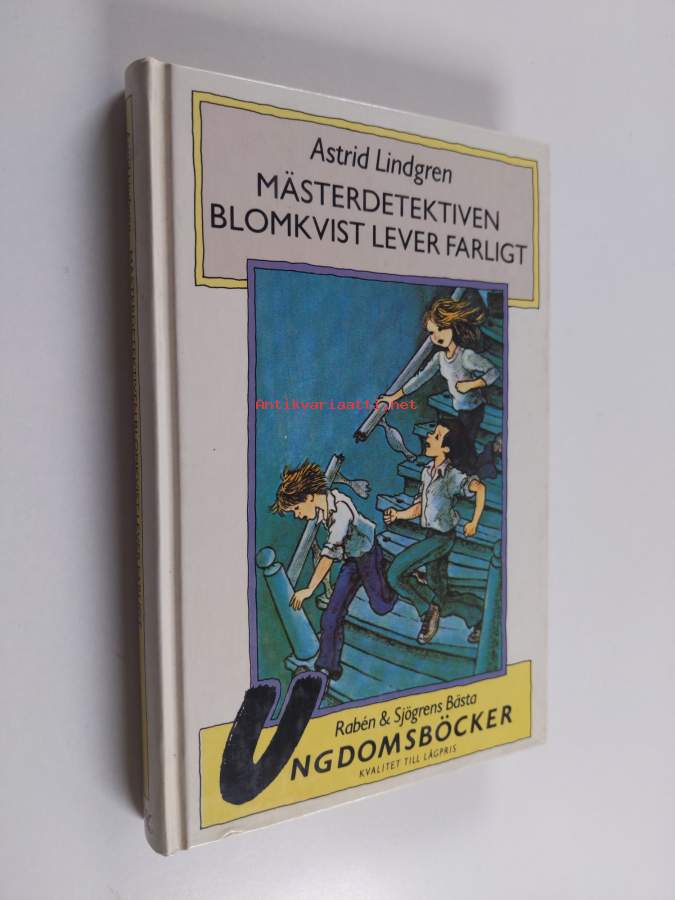 Astrid Lindgren
MÄSTERDETEKTIVEN
BLOMKVIST LEVER FARLIGT
Antikvariaatti.net
Rabén & Sjögrens Bästa
UNGDOMSBÖCKER
KVALITET TILL LÅGPRIS